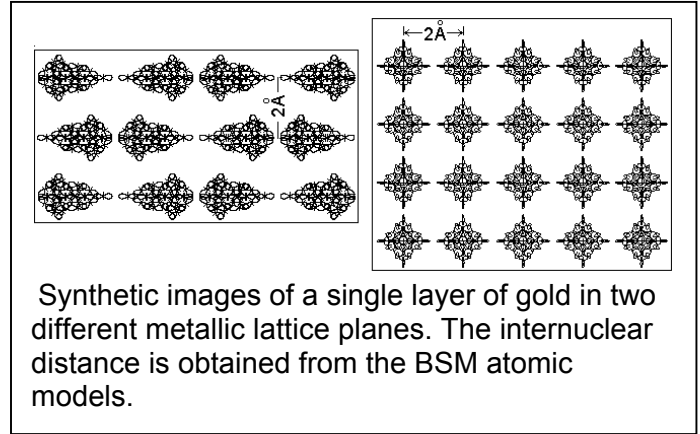 2Å
2Å
Synthetic images of a single layer of gold in two
different metallic lattice planes. The internuclear
distance is obtained from the BSM atomic
models.